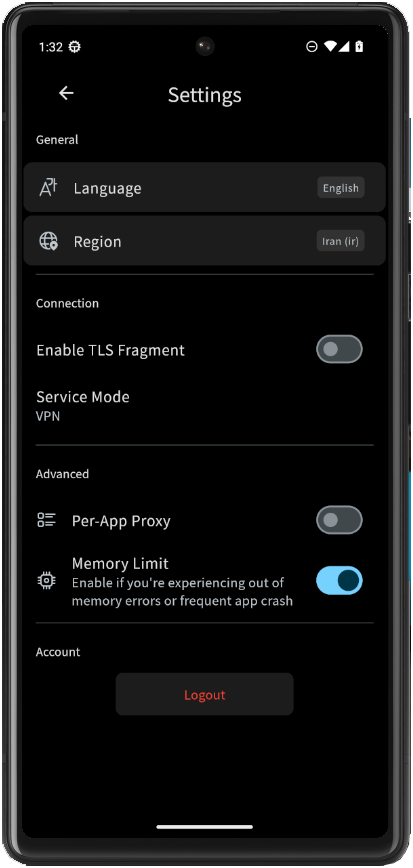 1:32
Settings
General
Language
English
Region
Iran (ir)
Connection
Enable TLS Fragment
Service Mode
VPN
Advanced
Per-App Proxy
Memory Limit
Enable if you're experiencing out of
memory errors or frequent app crash
Account
Logout